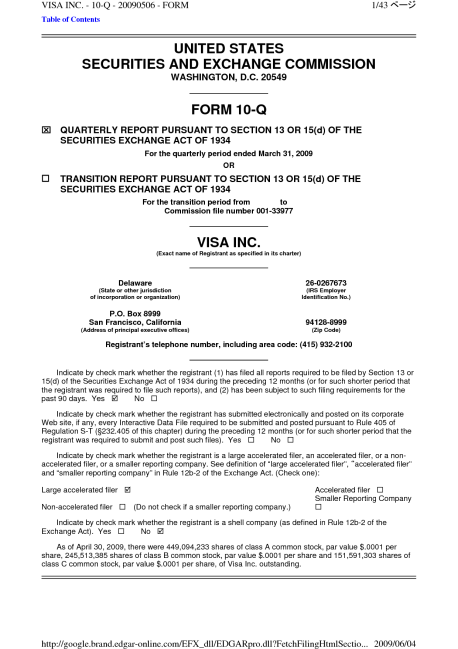 VISA INC. - 10-Q - 20090506 - FORM
1/43 ページ
Table of Contents
UNITED STATES
SECURITIES AND EXCHANGE COMMISSION
WASHINGTON, D.C. 20549
FORM 10-Q
☒ QUARTERLY REPORT PURSUANT TO SECTION 13 OR 15(d) OF THE
SECURITIES EXCHANGE ACT OF 1934
For the quarterly period ended March 31, 2009
OR
☐ TRANSITION REPORT PURSUANT TO SECTION 13 OR 15(d) OF THE
SECURITIES EXCHANGE ACT OF 1934
For the transition period from to
Commission file number 001-33977
VISA INC.
(Exact name of Registrant as specified in its charter)
Delaware 26-0267673
(State or other jurisdiction (IRS Employer
of incorporation or organization) Identification No.)
P.O. Box 8999
San Francisco, California 94128-8999
(Address of principal executive offices) (Zip Code)
Registrant's telephone number, including area code: (415) 932-2100
Indicate by check mark whether the registrant (1) has filed all reports required to be filed by Section 13 or
15(d) of the Securities Exchange Act of 1934 during the preceding 12 months (or for such shorter period that
the registrant was required to file such reports), and (2) has been subject to such filing requirements for the
past 90 days. Yes ☑ No ☐
Indicate by check mark whether the registrant has submitted electronically and posted on its corporate
Web site, if any, every Interactive Data File required to be submitted and posted pursuant to Rule 405 of
Regulation S-T (§232.405 of this chapter) during the preceding 12 months (or for such shorter period that the
registrant was required to submit and post such files). Yes ☐ No ☐
Indicate by check mark whether the registrant is a large accelerated filer, an accelerated filer, or a non-
accelerated filer, or a smaller reporting company. See definition of "large accelerated filer", "accelerated filer"
and "smaller reporting company" in Rule 12b-2 of the Exchange Act. (Check one):
Large accelerated filer ☑ Accelerated filer ☐
Smaller Reporting Company
Non-accelerated filer ☐ (Do not check if a smaller reporting company.) ☐
Indicate by check mark whether the registrant is a shell company (as defined in Rule 12b-2 of the
Exchange Act). Yes ☐ No ☑
As of April 30, 2009, there were 449,094,233 shares of class A common stock, par value $.0001 per
share, 245,513,385 shares of class B common stock, par value $.0001 per share and 151,591,303 shares of
class C common stock, par value $.0001 per share, of Visa Inc. outstanding.
http://google.brand.edgar-online.com/EFX_dll/EDGARpro.dll?FetchFilingHtmlSectio... 2009/06/04